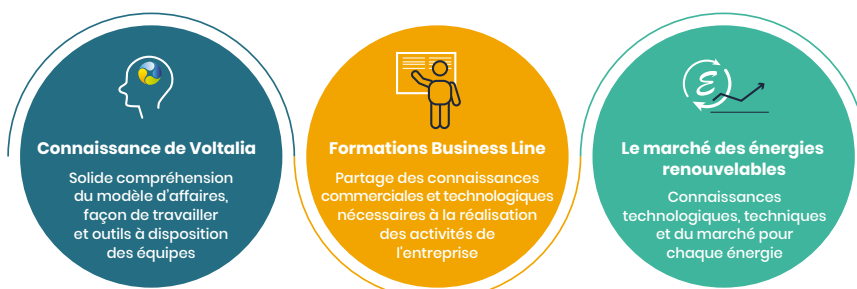 Connaissance de Voltalia
Solide compréhension
du modèle d'affaires,
façon de travailler
et outils à disposition
des équipes
Formations Business Line
Partage des connaissances
commerciales et technologiques
nécessaires à la réalisation
des activités de
l'entreprise
Le marché des énergies
renouvelables
Connaissances
technologiques, techniques
et du marché pour
chaque énergie